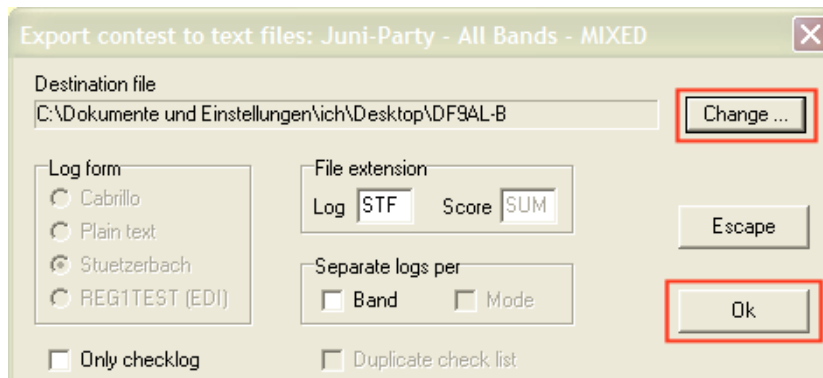 Export contest to text files: Juni-Party - All Bands - MIXED
Destination file
C:\Dokumente und Einstellungen\ich\Desktop\DF9AL-B
Change ...
Log form
Cabrillo
Plain text
Stuetzerbach
REG1TEST (EDI)
File extension
Log STF Score SUM
Separate logs per
Band Mode
Escape
Ok
Only checklog
Duplicate check list